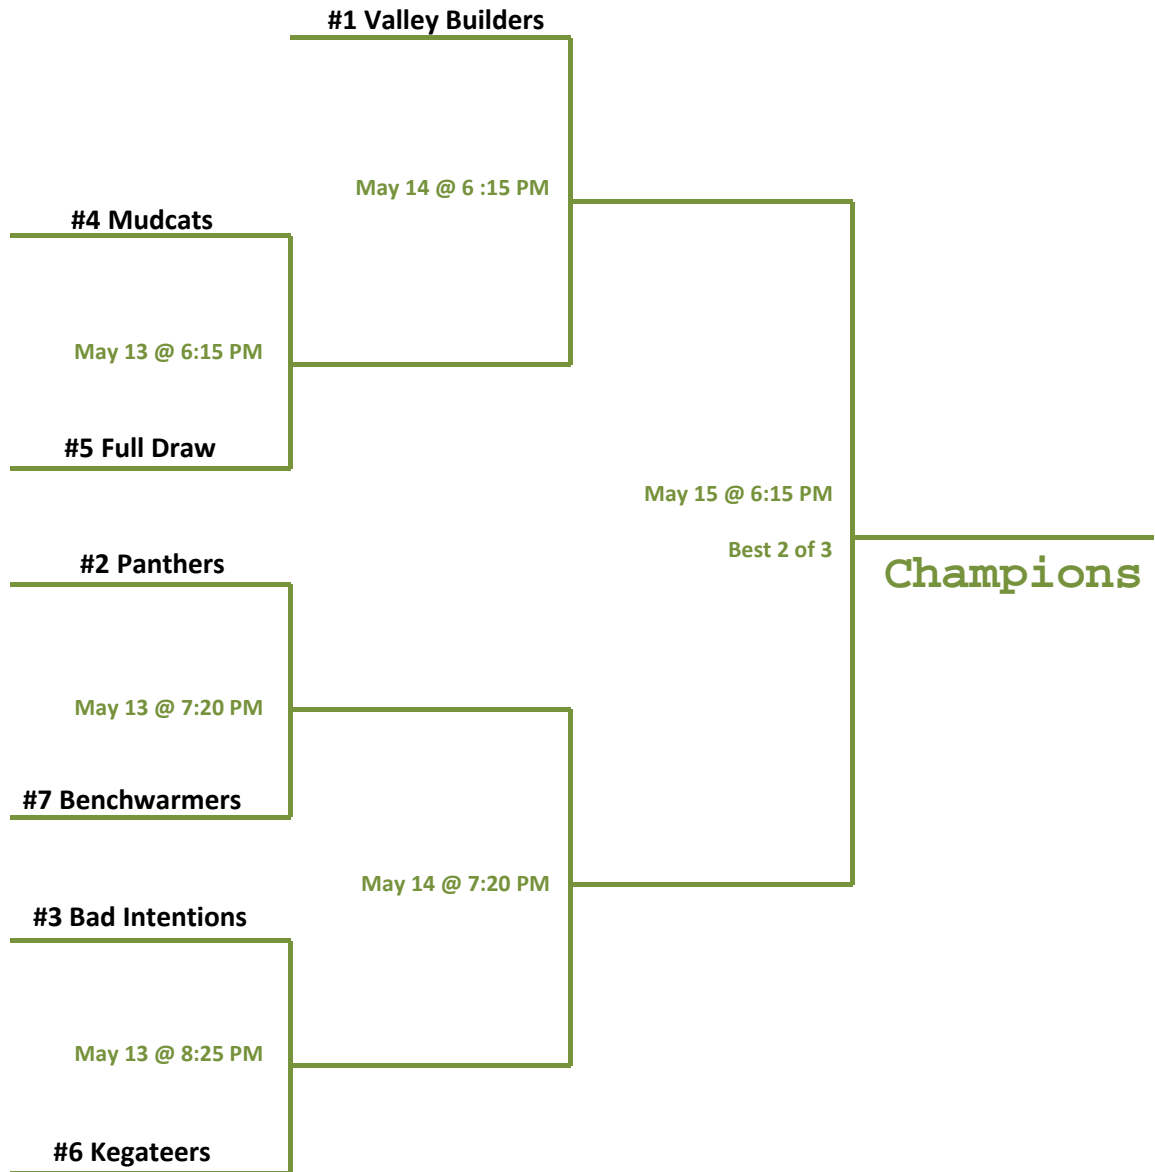 #1 Valley Builders
May 14 @ 6 :15 PM
#4 Mudcats
May 13 @ 6:15 PM
#5 Full Draw
May 15 @ 6:15 PM
Best 2 of 3
Champions
#2 Panthers
May 13 @ 7:20 PM
#7 Benchwarmers
May 14 @ 7:20 PM
#3 Bad Intentions
May 13 @ 8:25 PM
#6 Kegateers